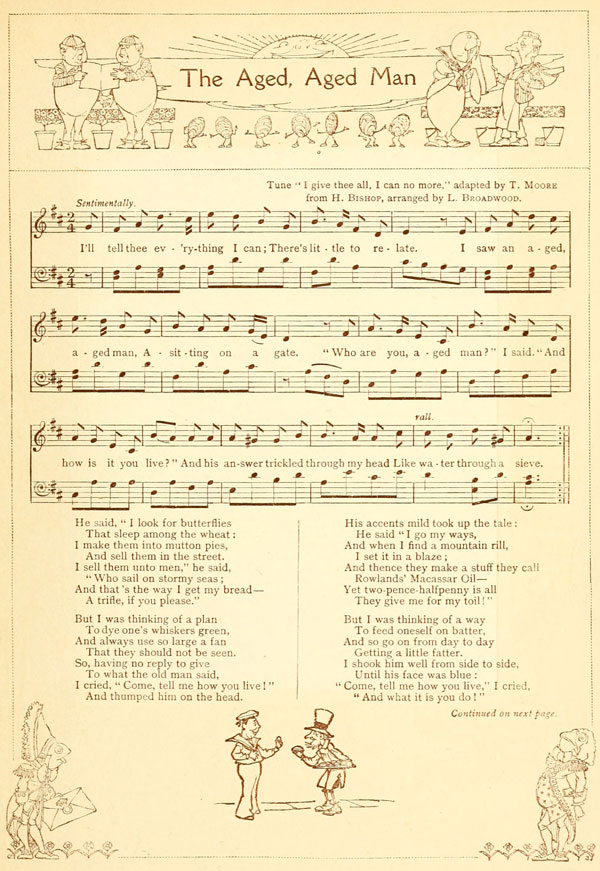 The Aged, Aged Man
Tune "I give thee all, I can no more," adapted by T. MOORE
from H. BISHOP, arranged by L. BROADWOOD.
Sentimentally.
2/4
I'll tell thee ev - 'ry-thing I can; There's lit - tle to re - late. I saw an a - ged,
2/4
a - ged man, A - sit - ting on a gate. "Who are you, a - ged man?" I said. "And
rall.
how is it you live?" And his an-swer trickled through my head Like wa - ter through a sieve.
He said, "I look for butterflies
That sleep among the wheat:
I make them into mutton pies,
And sell them in the street.
I sell them unto men," he said,
"Who sail on stormy seas;
And that's the way I get my bread—
A trifle, if you please."
But I was thinking of a plan
To dye one's whiskers green,
And always use so large a fan
That they should not be seen.
So, having no reply to give
To what the old man said,
I cried, "Come, tell me how you live!"
And thumped him on the head.
His accents mild took up the tale:
He said "I go my ways,
And when I find a mountain rill,
I set it in a blaze;
And thence they make a stuff they call
Rowlands' Macassar Oil—
Yet two-pence-halfpenny is all
They give me for my toil!"
But I was thinking of a way
To feed oneself on batter,
And so go on from day to day
Getting a little fatter.
I shook him well from side to side,
Until his face was blue:
"Come, tell me how you live," I cried,
"And what it is you do!"
Continued on next page.